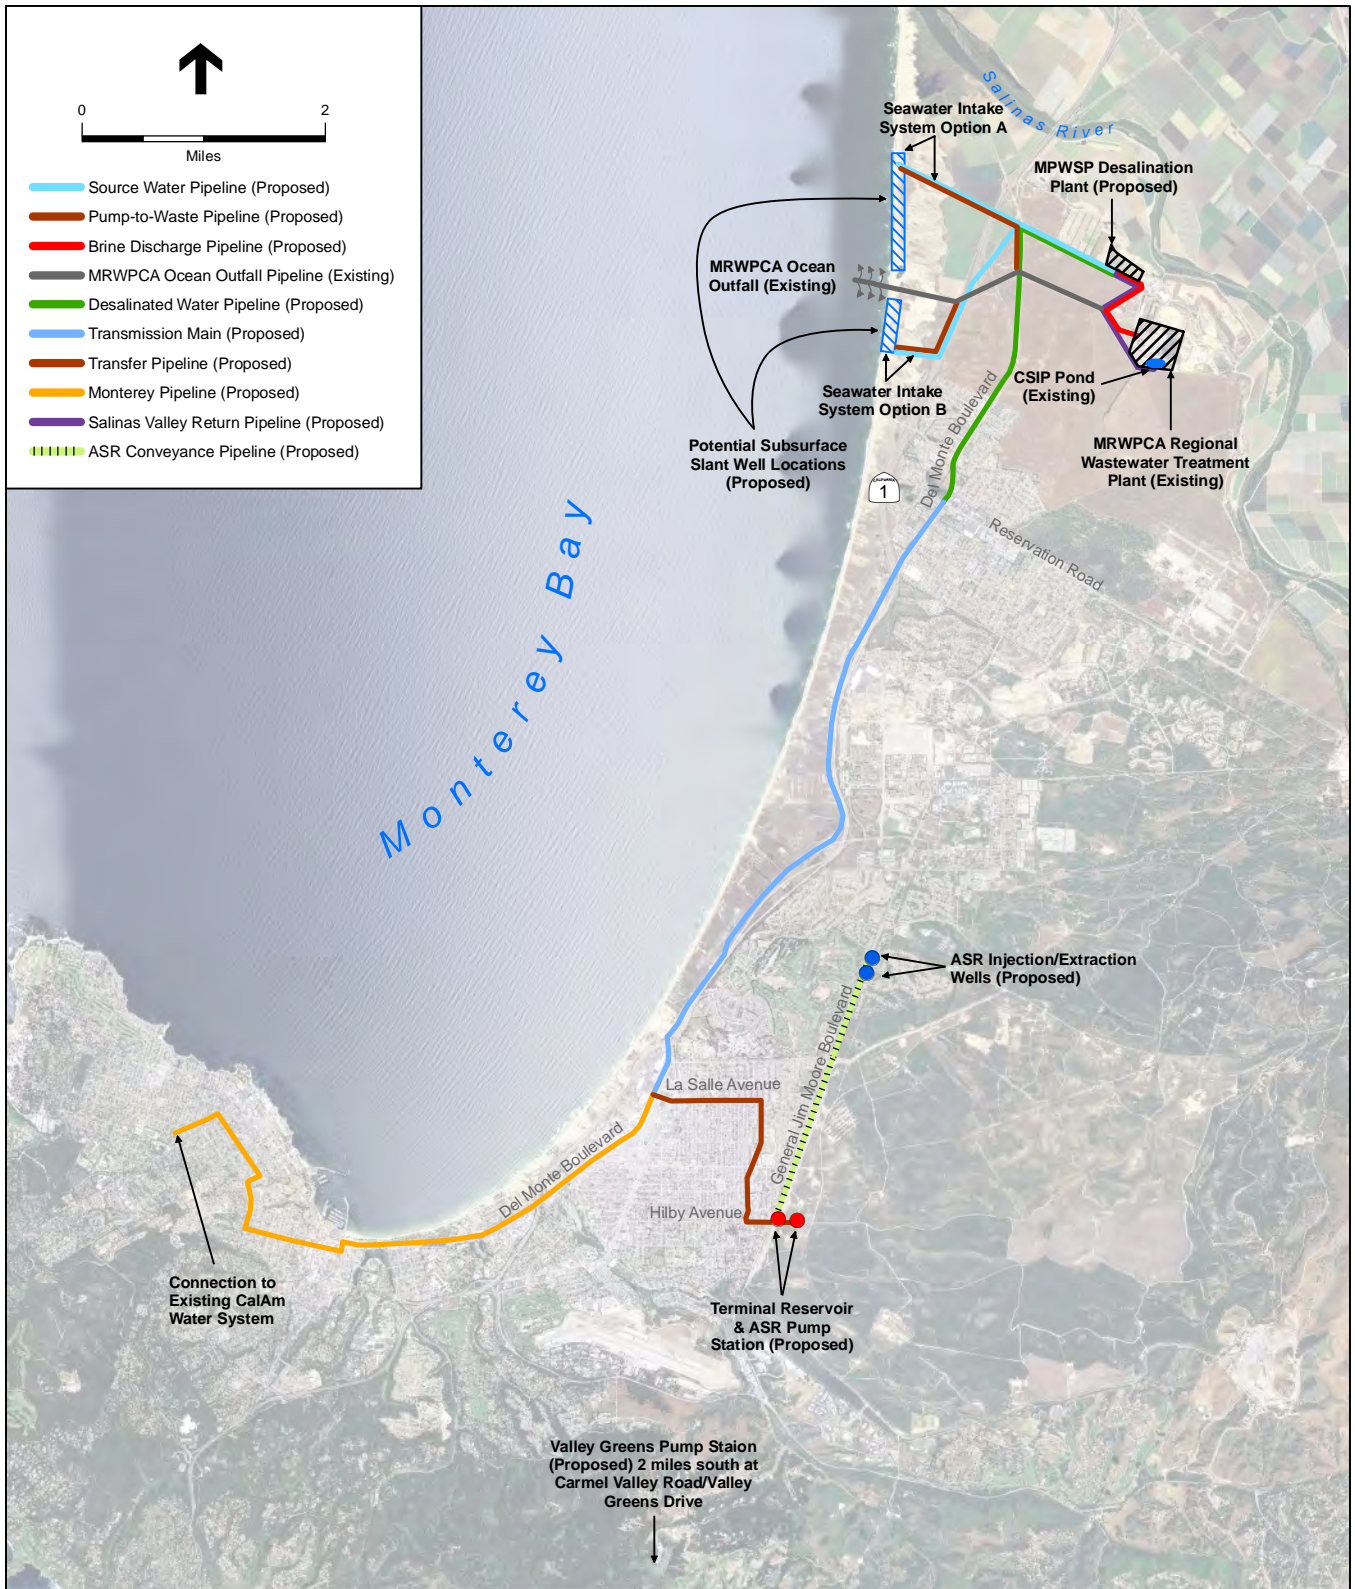 0
2
Miles
Source Water Pipeline (Proposed)
Pump-to-Waste Pipeline (Proposed)
Brine Discharge Pipeline (Proposed)
MRWPCA Ocean Outfall Pipeline (Existing)
Desalinated Water Pipeline (Proposed)
Transmission Main (Proposed)
Transfer Pipeline (Proposed)
Monterey Pipeline (Proposed)
Salinas Valley Return Pipeline (Proposed)
ASR Conveyance Pipeline (Proposed)
Salinas River
Seawater Intake
System Option A
MPWSP Desalination
Plant (Proposed)
MRWPCA Ocean
Outfall (Existing)
CSIP Pond
(Existing)
Seawater Intake
System Option B
Potential Subsurface
Slant Well Locations
(Proposed)
MRWPCA Regional
Wastewater Treatment
Plant (Existing)
Del Monte Boulevard
CALIFORNIA
1
Reservation Road
Monterey Bay
ASR Injection/Extraction
Wells (Proposed)
General Jim Moore Boulevard
La Salle Avenue
Del Monte Boulevard
Hilby Avenue
Connection to
Existing CalAm
Water System
Terminal Reservoir
& ASR Pump
Station (Proposed)
Valley Greens Pump Staion
(Proposed) 2 miles south at
Carmel Valley Road/Valley
Greens Drive